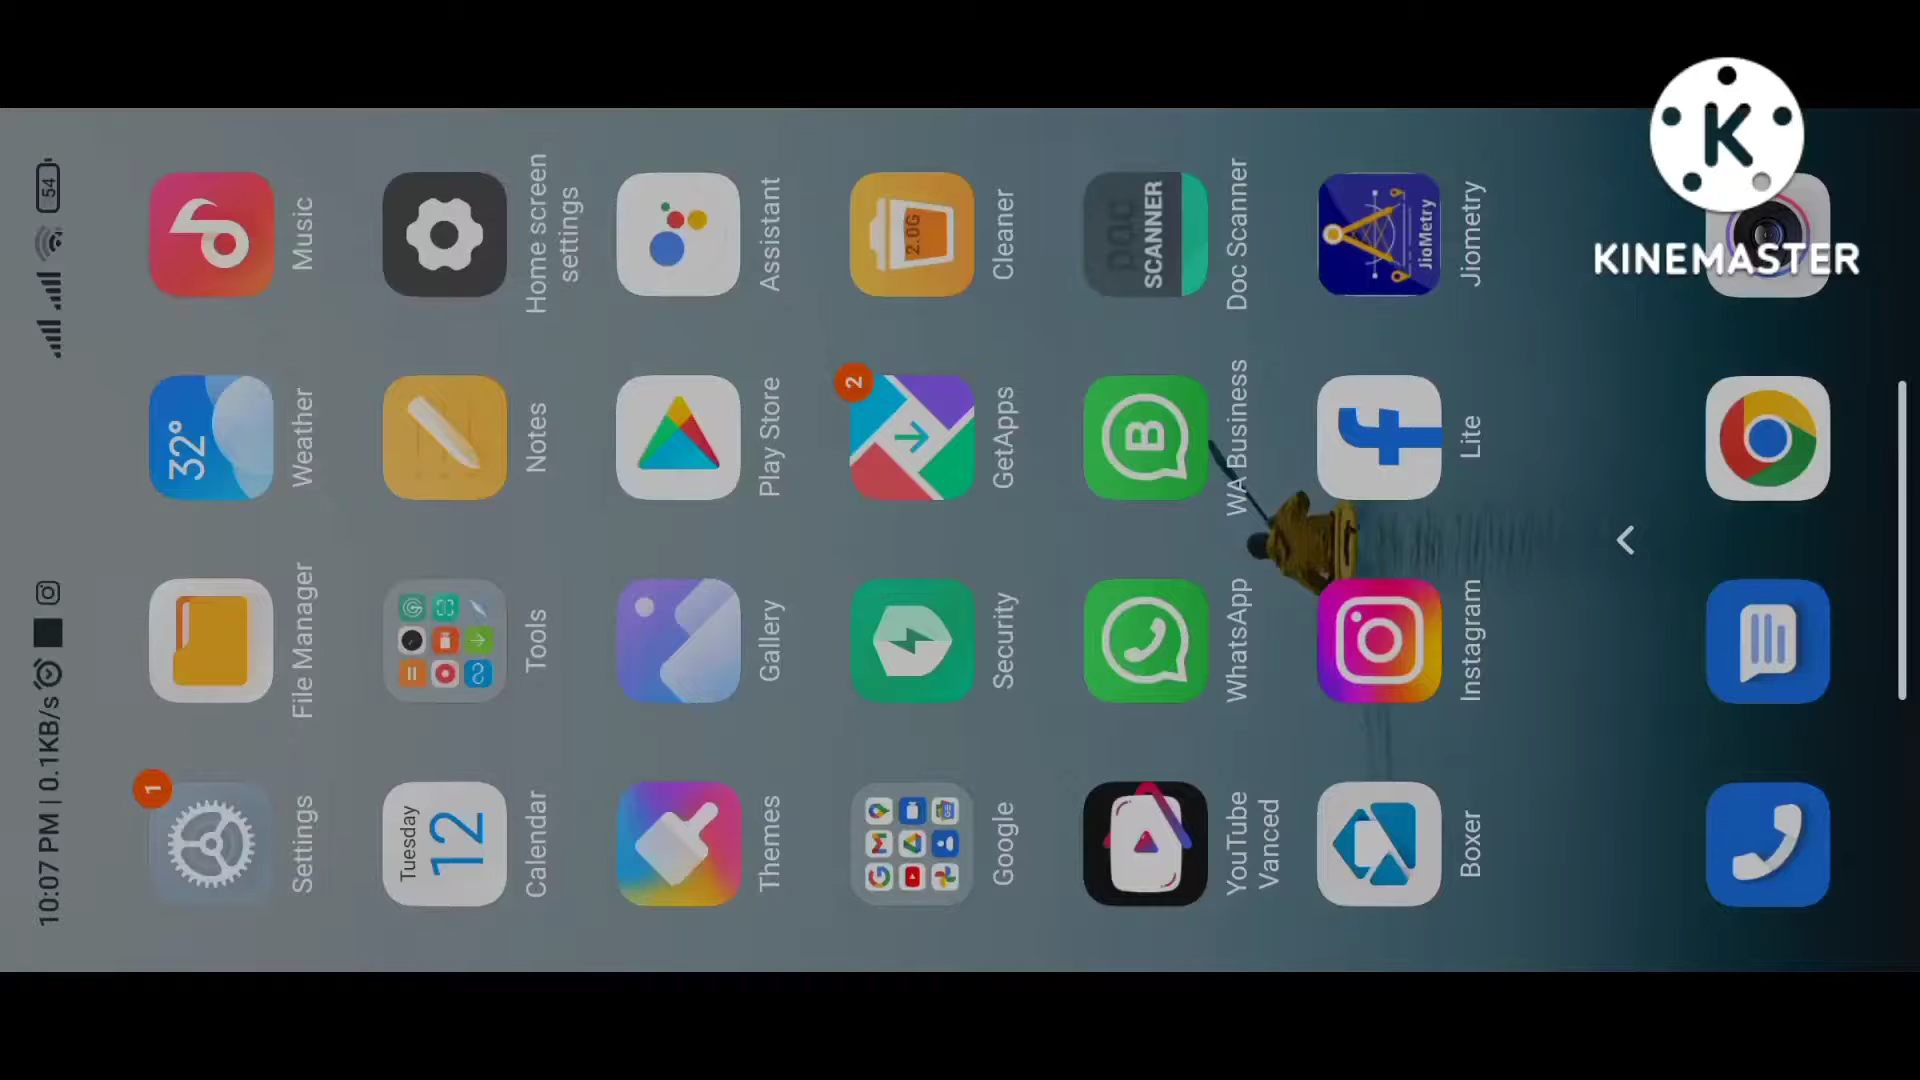 10:07 PM | 0.1KB/s
54
1
Settings
File Manager
32°
Weather
Music
Tuesday
12
Calendar
Tools
Notes
Home screen
settings
Themes
Gallery
Play Store
Assistant
Google
Security
2
GetApps
2.0G
Cleaner
YouTube
Vanced
WhatsApp
B
WA Business
DOC
SCANNER
Doc Scanner
Boxer
Instagram
Lite
JioMetry
Jiometry
K
KINEMASTER